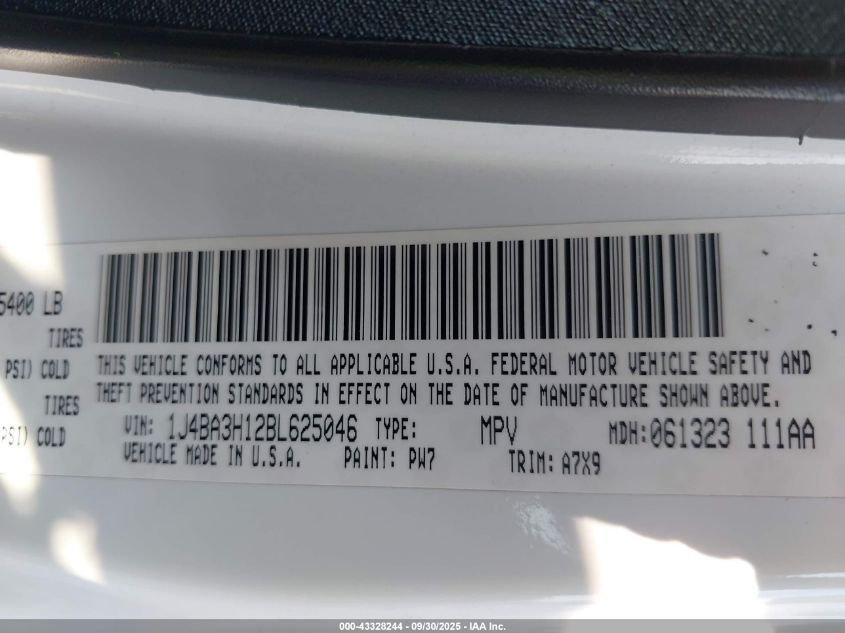 5400 LB
TIRES
PSI) COLD
TIRES
PSI) COLD
THIS VEHICLE CONFORMS TO ALL APPLICABLE U.S.A. FEDERAL MOTOR VEHICLE SAFETY AND
THEFT PREVENTION STANDARDS IN EFFECT ON THE DATE OF MANUFACTURE SHOWN ABOVE.
VIN: 1J4BA3H12BL625046 TYPE: MPV MDH:061323 111AA
VEHICLE MADE IN U.S.A. PAINT: PW7 TRIM: A7X9
000-43328244 - 09/30/2025 - IAA Inc.